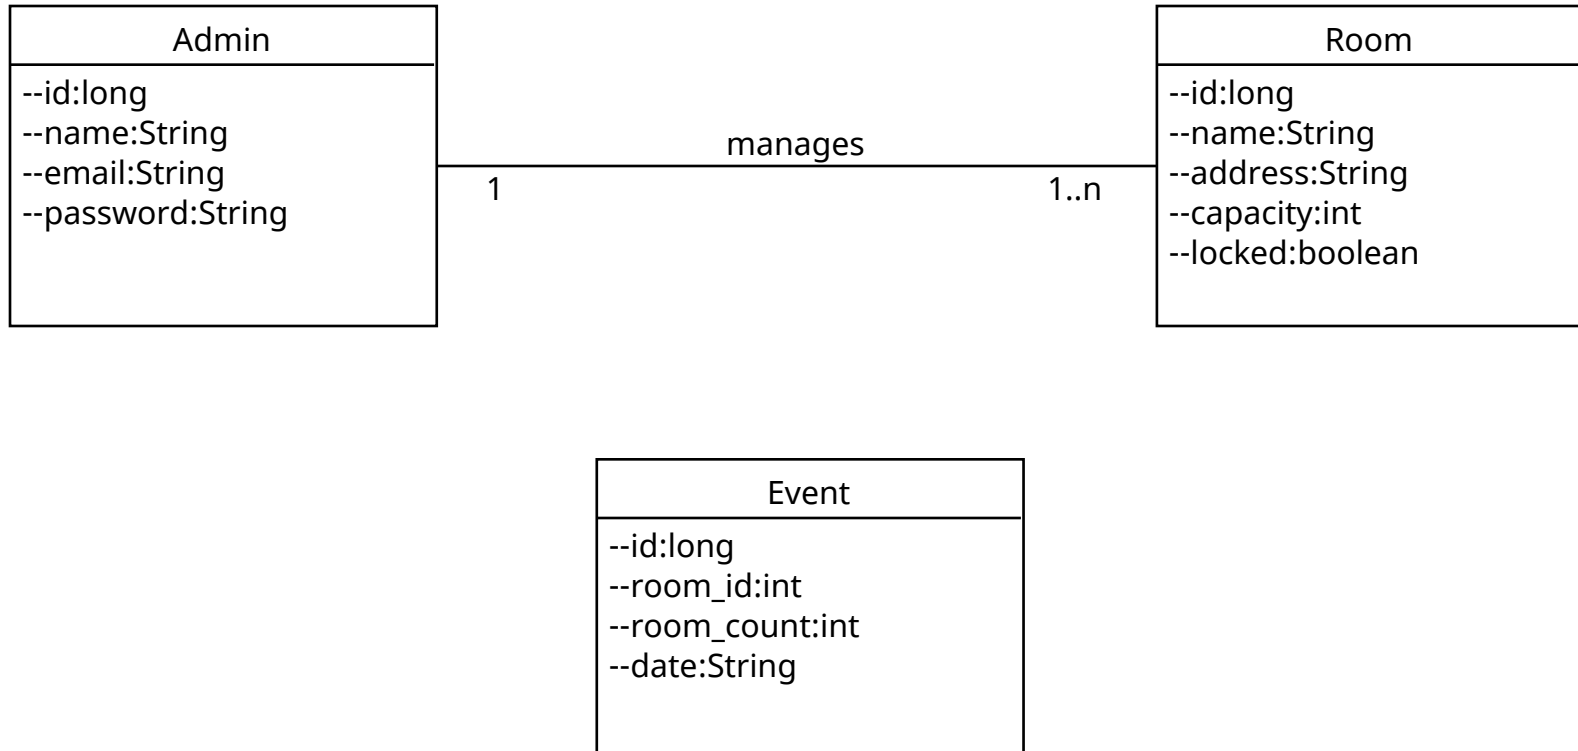 Admin
--id:long
--name:String
--email:String
--password:String
manages
1
1..n
Room
--id:long
--name:String
--address:String
--capacity:int
--locked:boolean
Event
--id:long
--room_id:int
--room_count:int
--date:String